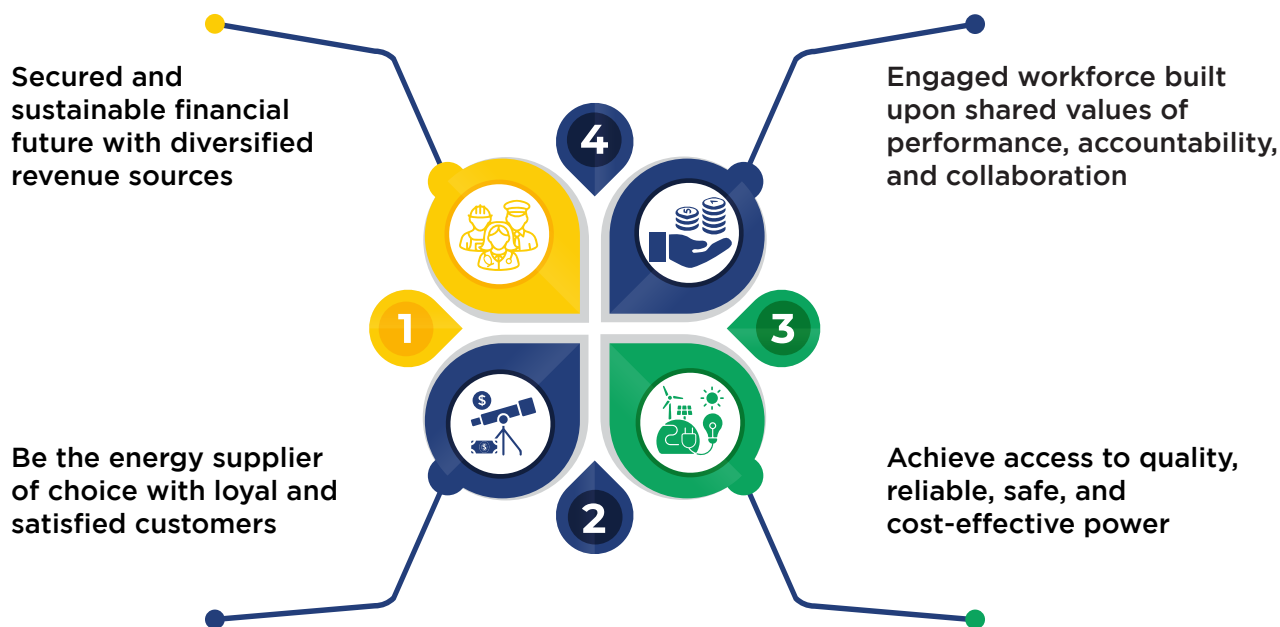 Secured and
sustainable financial
future with diversified
revenue sources
Engaged workforce built
upon shared values of
performance, accountability,
and collaboration
4
1
3
2
$
$
5
1
Be the energy supplier
of choice with loyal and
satisfied customers
Achieve access to quality,
reliable, safe, and
cost-effective power